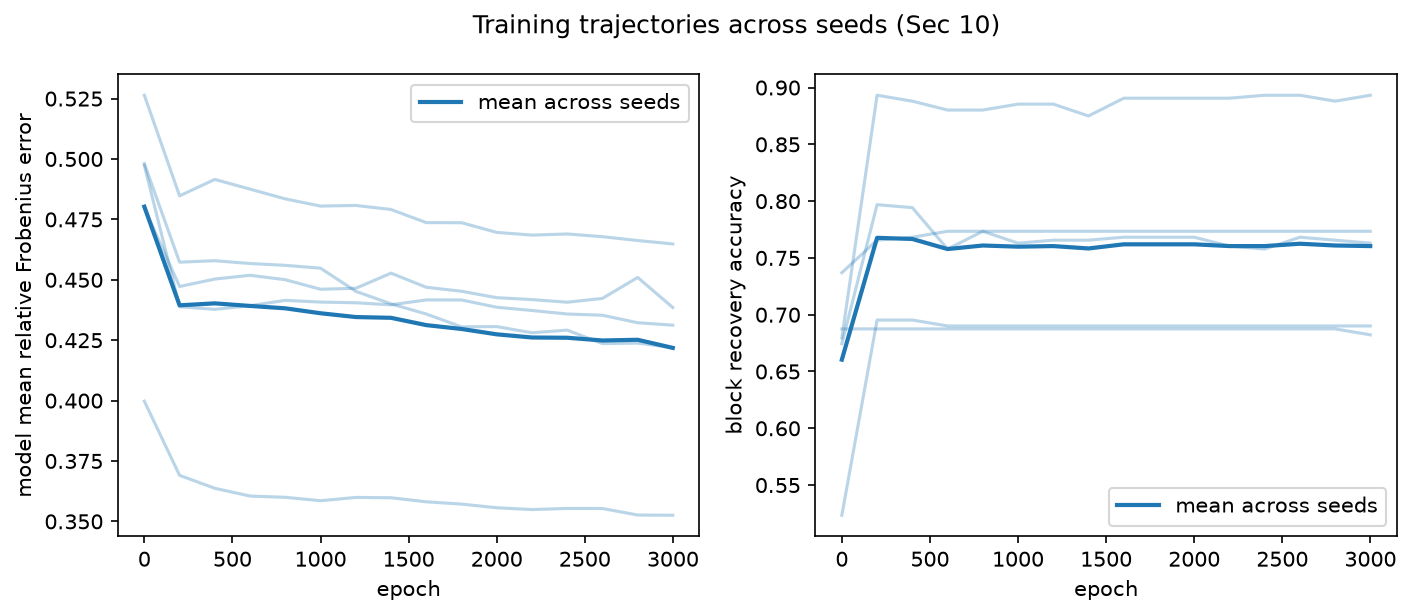 Training trajectories across seeds (Sec 10)
model mean relative Frobenius error
0.525
0.500
0.475
0.450
0.425
0.400
0.375
0.350
mean across seeds
0 500 1000 1500 2000 2500 3000
epoch
block recovery accuracy
0.90
0.85
0.80
0.75
0.70
0.65
0.60
0.55
mean across seeds
0 500 1000 1500 2000 2500 3000
epoch